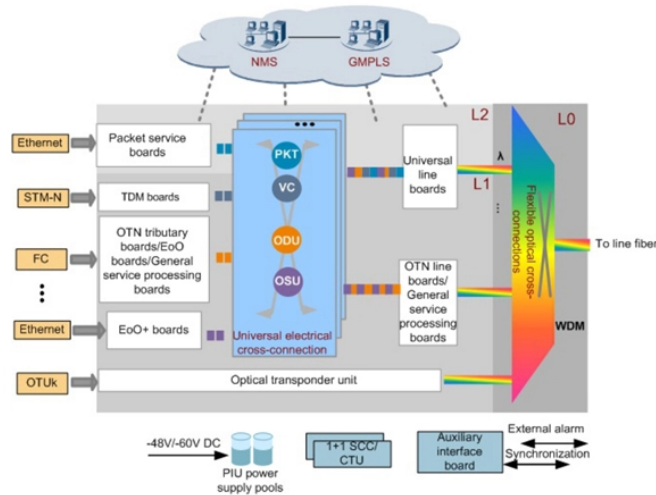 NMS
GMPLS
L2
L0
Ethernet
Packet service
boards
•••
PKT
Universal
line
boards
λ
L1
...
STM-N
TDM boards
VC
FC
OTN tributary
boards/EoO
boards/General
service processing
boards
ODU
Flexible optical cross-
connections
To line fiber
OSU
OTN line
boards/
General
service
processing
boards
Ethernet
EoO+ boards
Universal electrical
cross-connection
WDM
OTUk
Optical transponder unit
-48V/-60V DC
PIU power
supply pools
1+1 SCC/
CTU
Auxiliary
interface
board
External alarm
Synchronization